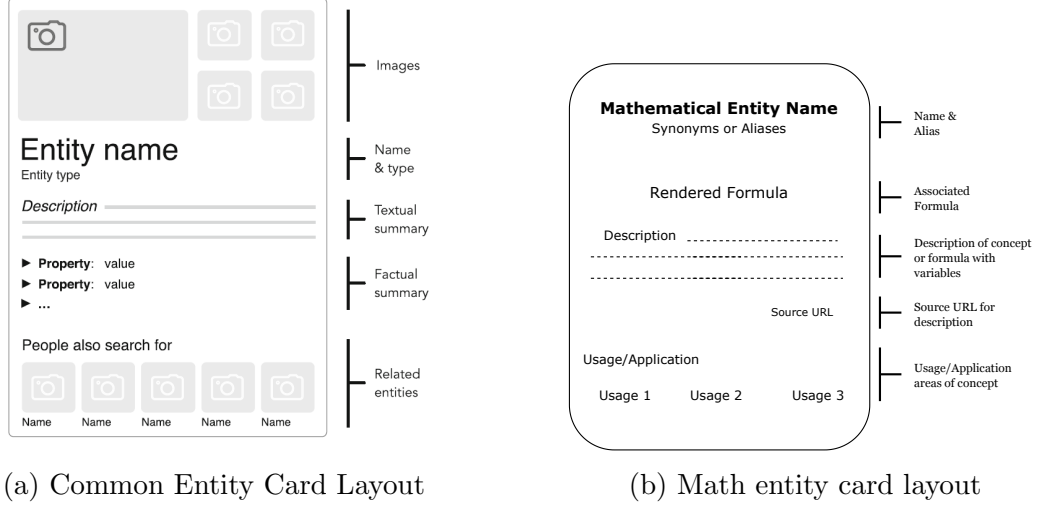 Images
Entity name
Entity type
Name
& type
Description
Textual
summary
▶ Property: value
▶ Property: value
▶ ...
Factual
summary
People also search for
Name Name Name Name Name
Related
entities
(a) Common Entity Card Layout
Mathematical Entity Name
Synonyms or Aliases
Name &
Alias
Rendered Formula
Associated
Formula
Description
Description of concept
or formula with
variables
Source URL
Source URL for
description
Usage/Application
Usage 1 Usage 2 Usage 3
Usage/Application
areas of concept
(b) Math entity card layout